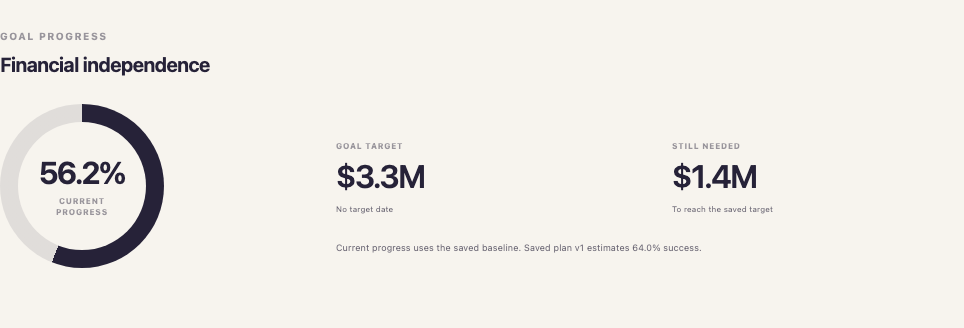 GOAL PROGRESS
Financial independence
56.2%
CURRENT
PROGRESS
GOAL TARGET
$3.3M
No target date
STILL NEEDED
$1.4M
To reach the saved target
Current progress uses the saved baseline. Saved plan v1 estimates 64.0% success.